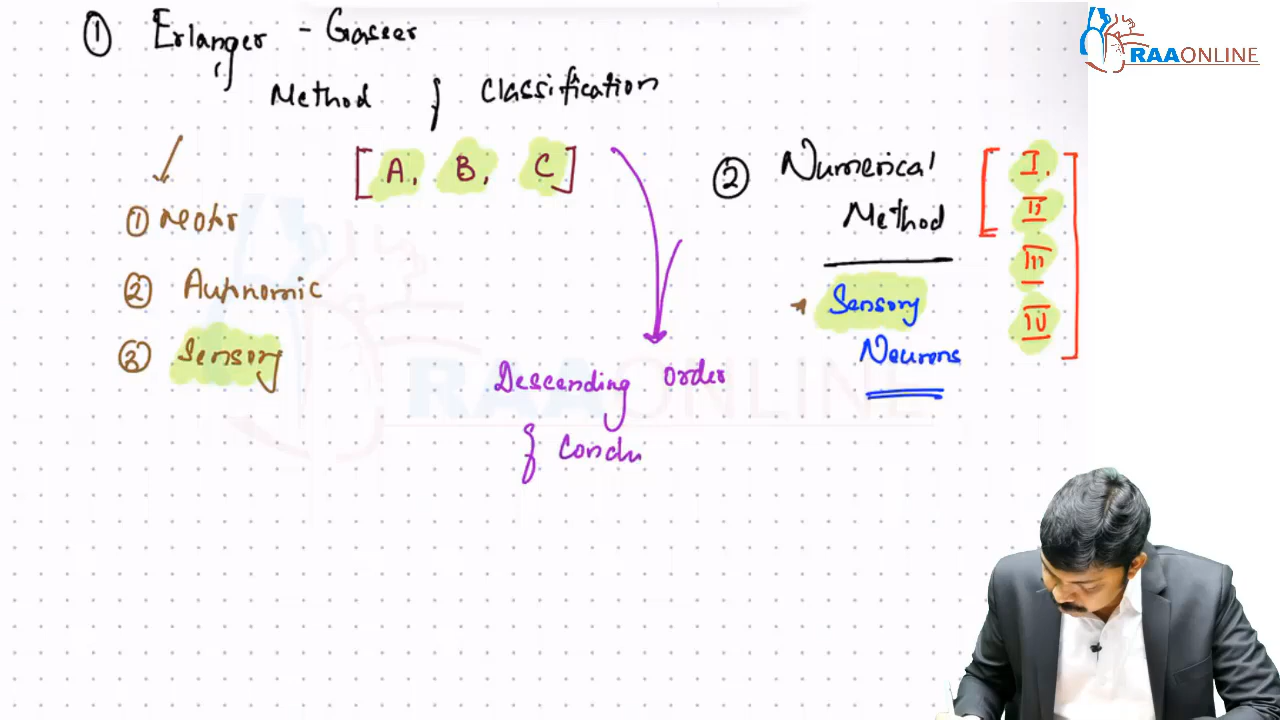 ① Erlanger - Gasser
Method of Classification
[A, B, C]
① Motor
② Autonomic
③ Sensory
Descending order
of Condu
② Numerical
Method
Sensory
Neurons
I,
II
III
IV
RAAONLINE
RAAONLINE